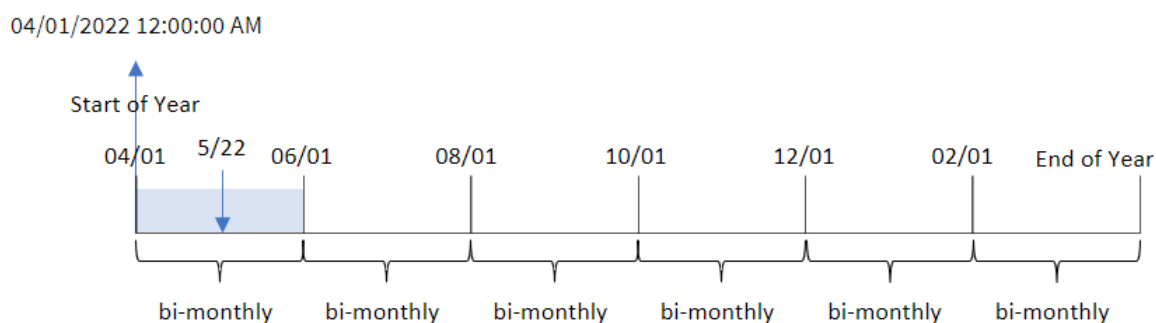 04/01/2022 12:00:00 AM
Start of Year
04/01 5/22 06/01 08/01 10/01 12/01 02/01 End of Year
bi-monthly bi-monthly bi-monthly bi-monthly bi-monthly bi-monthly